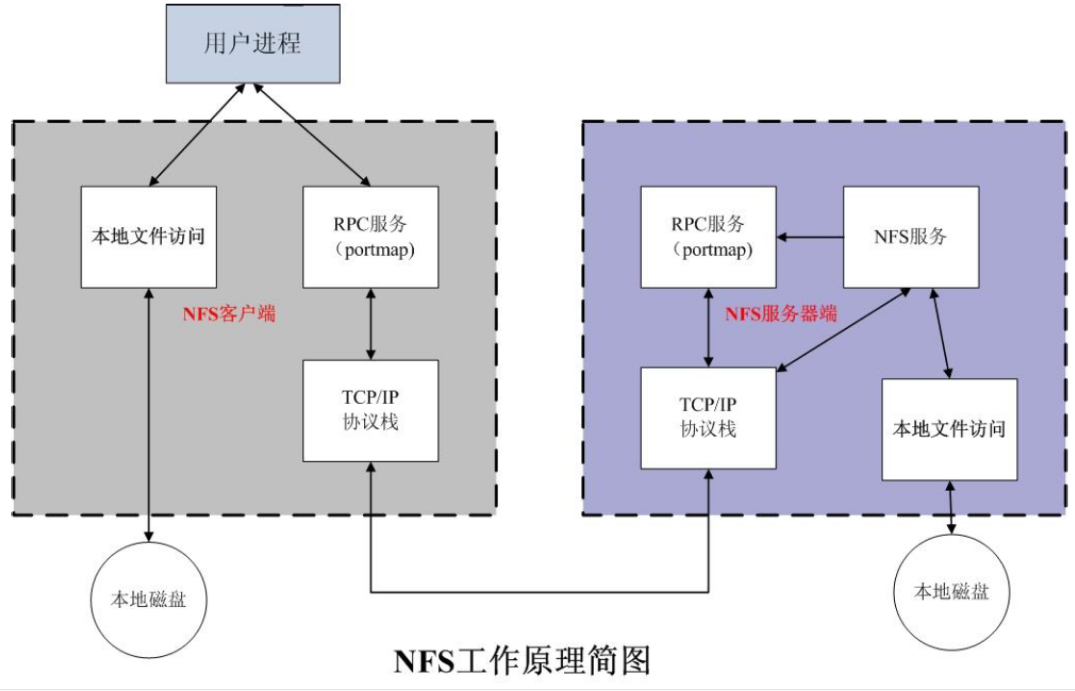 用户进程
本地文件访问
RPC服务
（portmap)
NFS客户端
TCP/IP
协议栈
本地磁盘
RPC服务
（portmap)
NFS服务
NFS服务器端
TCP/IP
协议栈
本地文件访问
本地磁盘
NFS工作原理简图